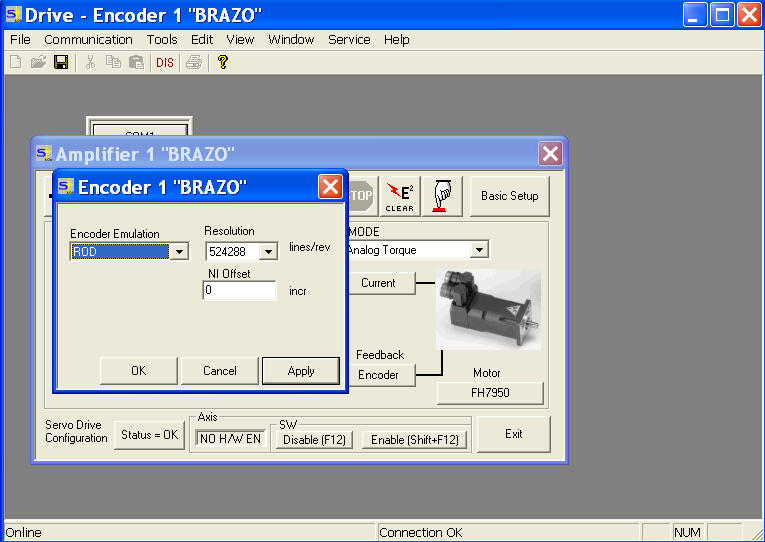 Drive - Encoder 1 "BRAZO"
File Communication Tools Edit View Window Service Help
DIS ?
COM1
Amplifier 1 "BRAZO"
Encoder 1 "BRAZO"
STOP
E²
CLEAR
Basic Setup
Encoder Emulation
ROD
Resolution
524288
lines/rev
NI Offset
0
incr
OK Cancel Apply
MODE
Analog Torque
Current
Feedback
Encoder
Motor
FH7950
Servo Drive
Configuration
Status = OK
Axis
NO H/W EN
SW
Disable (F12) Enable (Shift+F12)
Exit
Online Connection OK NUM